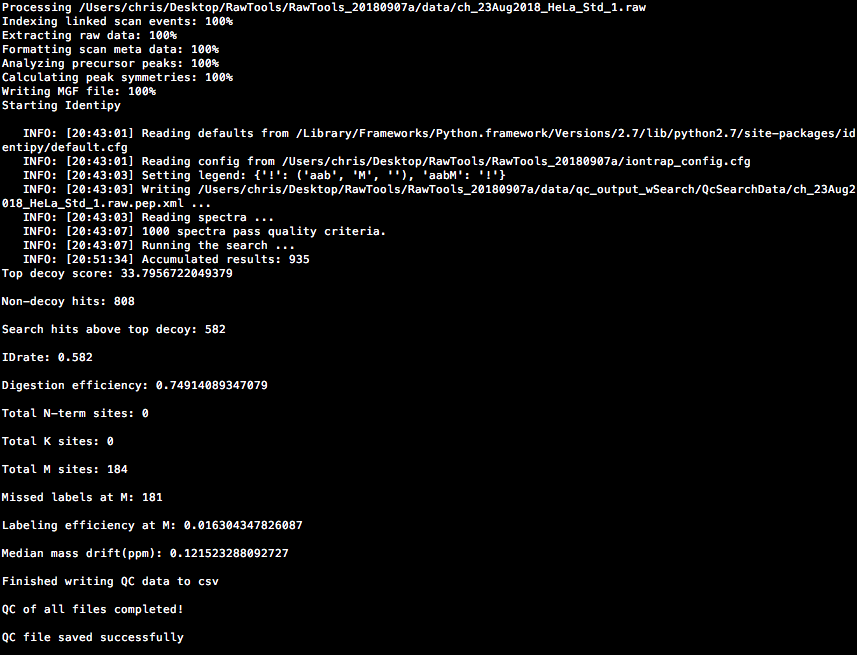 Processing /Users/chris/Desktop/RawTools/RawTools_20180907a/data/ch_23Aug2018_HeLa_Std_1.raw
Indexing linked scan events: 100%
Extracting raw data: 100%
Formatting scan meta data: 100%
Analyzing precursor peaks: 100%
Calculating peak symmetries: 100%
Writing MGF file: 100%
Starting Identipy
INFO: [20:43:01] Reading defaults from /Library/Frameworks/Python.framework/Versions/2.7/lib/python2.7/site-packages/id
entipy/default.cfg
INFO: [20:43:01] Reading config from /Users/chris/Desktop/RawTools/RawTools_20180907a/iontrap_config.cfg
INFO: [20:43:03] Setting legend: {'!': ('aab', 'M', ''), 'aabM': '!'}
INFO: [20:43:03] Writing /Users/chris/Desktop/RawTools/RawTools_20180907a/data/qc_output_wSearch/QcSearchData/ch_23Aug2
018_HeLa_Std_1.raw.pep.xml ...
INFO: [20:43:03] Reading spectra ...
INFO: [20:43:07] 1000 spectra pass quality criteria.
INFO: [20:43:07] Running the search ...
INFO: [20:51:34] Accumulated results: 935
Top decoy score: 33.7956722049379
Non-decoy hits: 808
Search hits above top decoy: 582
IDrate: 0.582
Digestion efficiency: 0.74914089347079
Total N-term sites: 0
Total K sites: 0
Total M sites: 184
Missed labels at M: 181
Labeling efficiency at M: 0.016304347826087
Median mass drift(ppm): 0.121523288092727
Finished writing QC data to csv
QC of all files completed!
QC file saved successfully